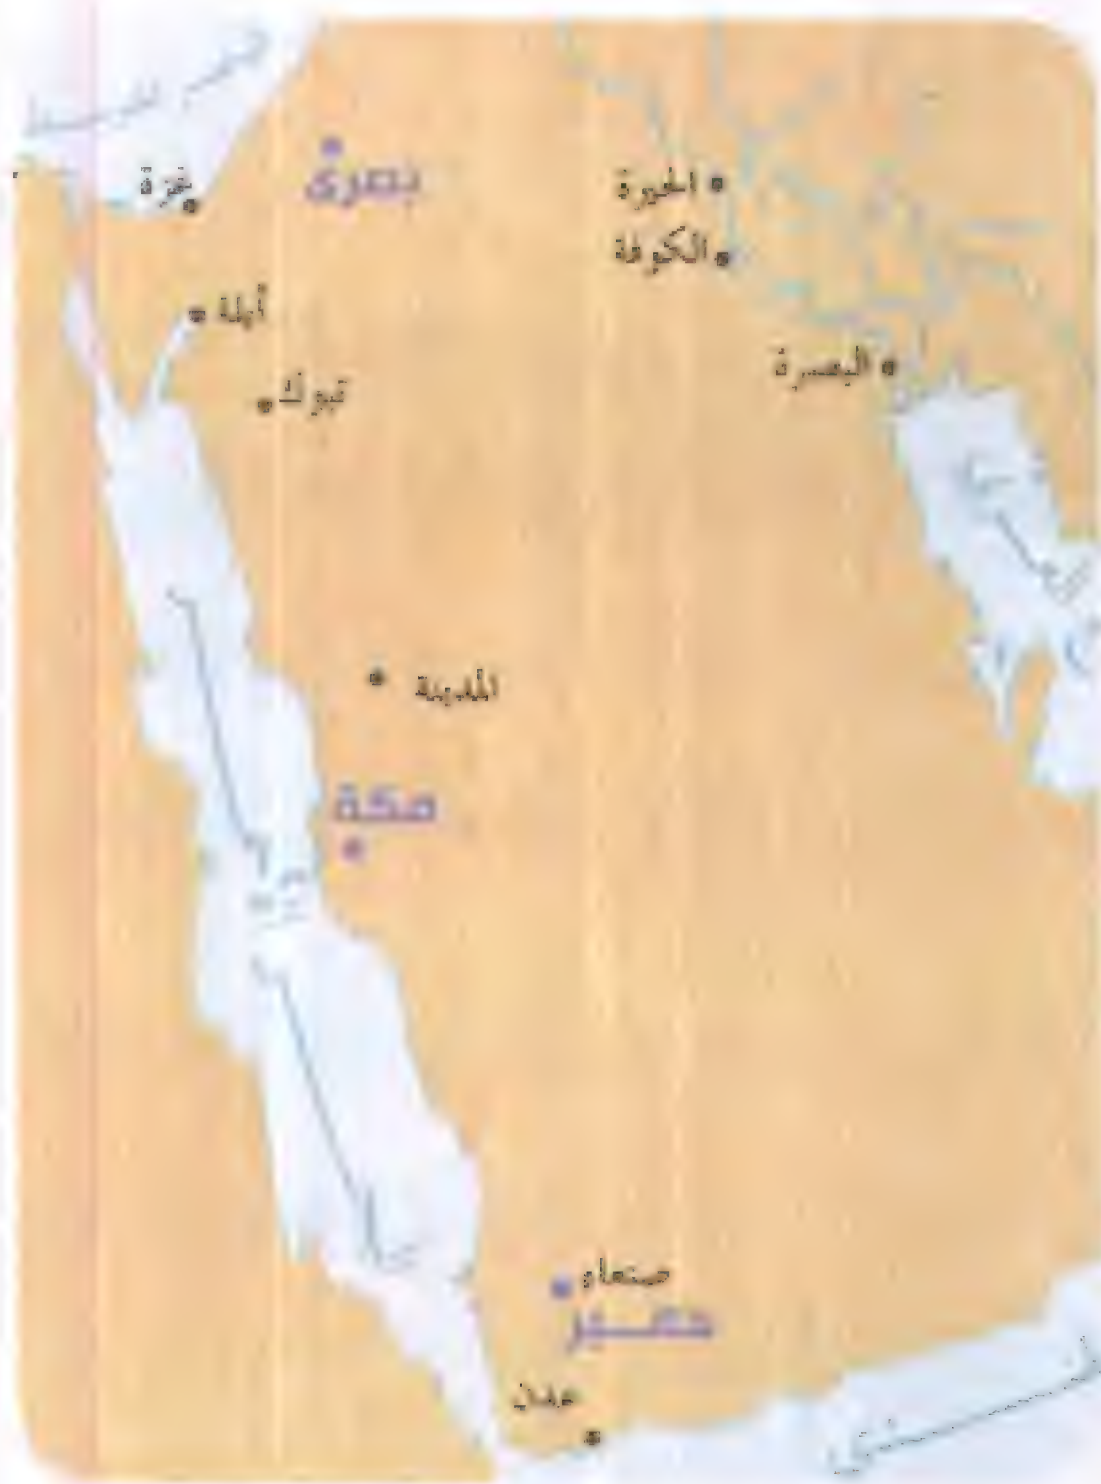 غزة
بصرى
الحيرة
الكوفة
أيلة
البصرة
تبوك
المدينة
مكة
صنعاء
حمير
عدن